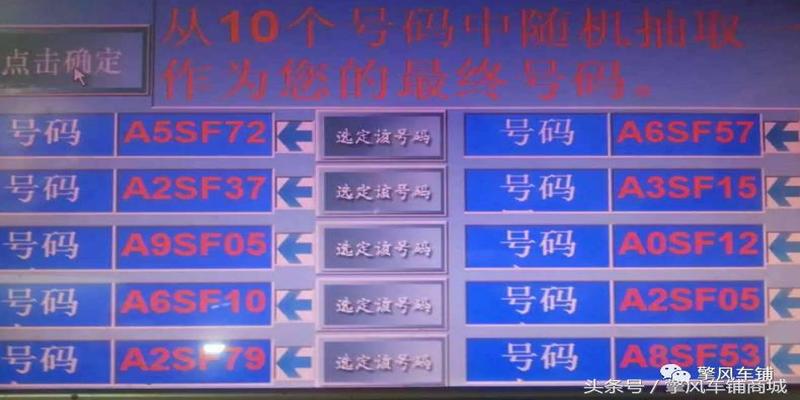 从10个号码中随机抽取一
点击确定
作为您的最终号码。
号码 A5SF72 选定该号码 号码 A6SF57
号码 A2SF37 选定该号码 号码 A3SF15
号码 A9SF05 选定该号码 号码 A0SF12
号码 A6SF10 选定该号码 号码 A2SF05
号码 A2SF79 选定该号码 号码 A8SF53
擎风车铺
头条号/擎风车铺商城